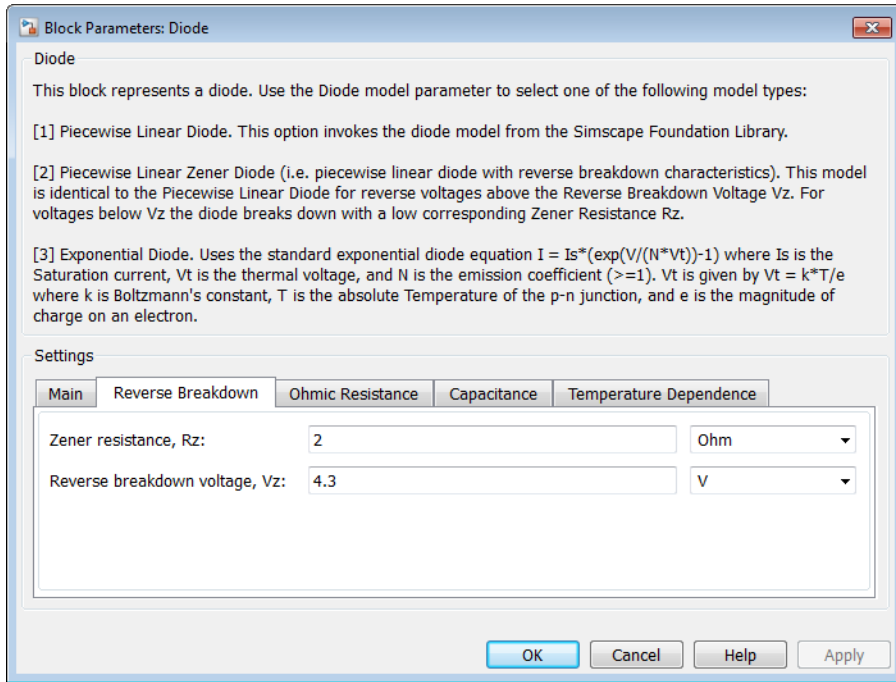 Block Parameters: Diode
Diode
This block represents a diode. Use the Diode model parameter to select one of the following model types:
[1] Piecewise Linear Diode. This option invokes the diode model from the Simscape Foundation Library.
[2] Piecewise Linear Zener Diode (i.e. piecewise linear diode with reverse breakdown characteristics). This model
is identical to the Piecewise Linear Diode for reverse voltages above the Reverse Breakdown Voltage Vz. For
voltages below Vz the diode breaks down with a low corresponding Zener Resistance Rz.
[3] Exponential Diode. Uses the standard exponential diode equation I = Is*(exp(V/(N*Vt))-1) where Is is the
Saturation current, Vt is the thermal voltage, and N is the emission coefficient (>=1). Vt is given by Vt = k*T/e
where k is Boltzmann's constant, T is the absolute Temperature of the p-n junction, and e is the magnitude of
charge on an electron.
Settings
Main Reverse Breakdown Ohmic Resistance Capacitance Temperature Dependence
Zener resistance, Rz: 2 Ohm
Reverse breakdown voltage, Vz: 4.3 V
OK Cancel Help Apply